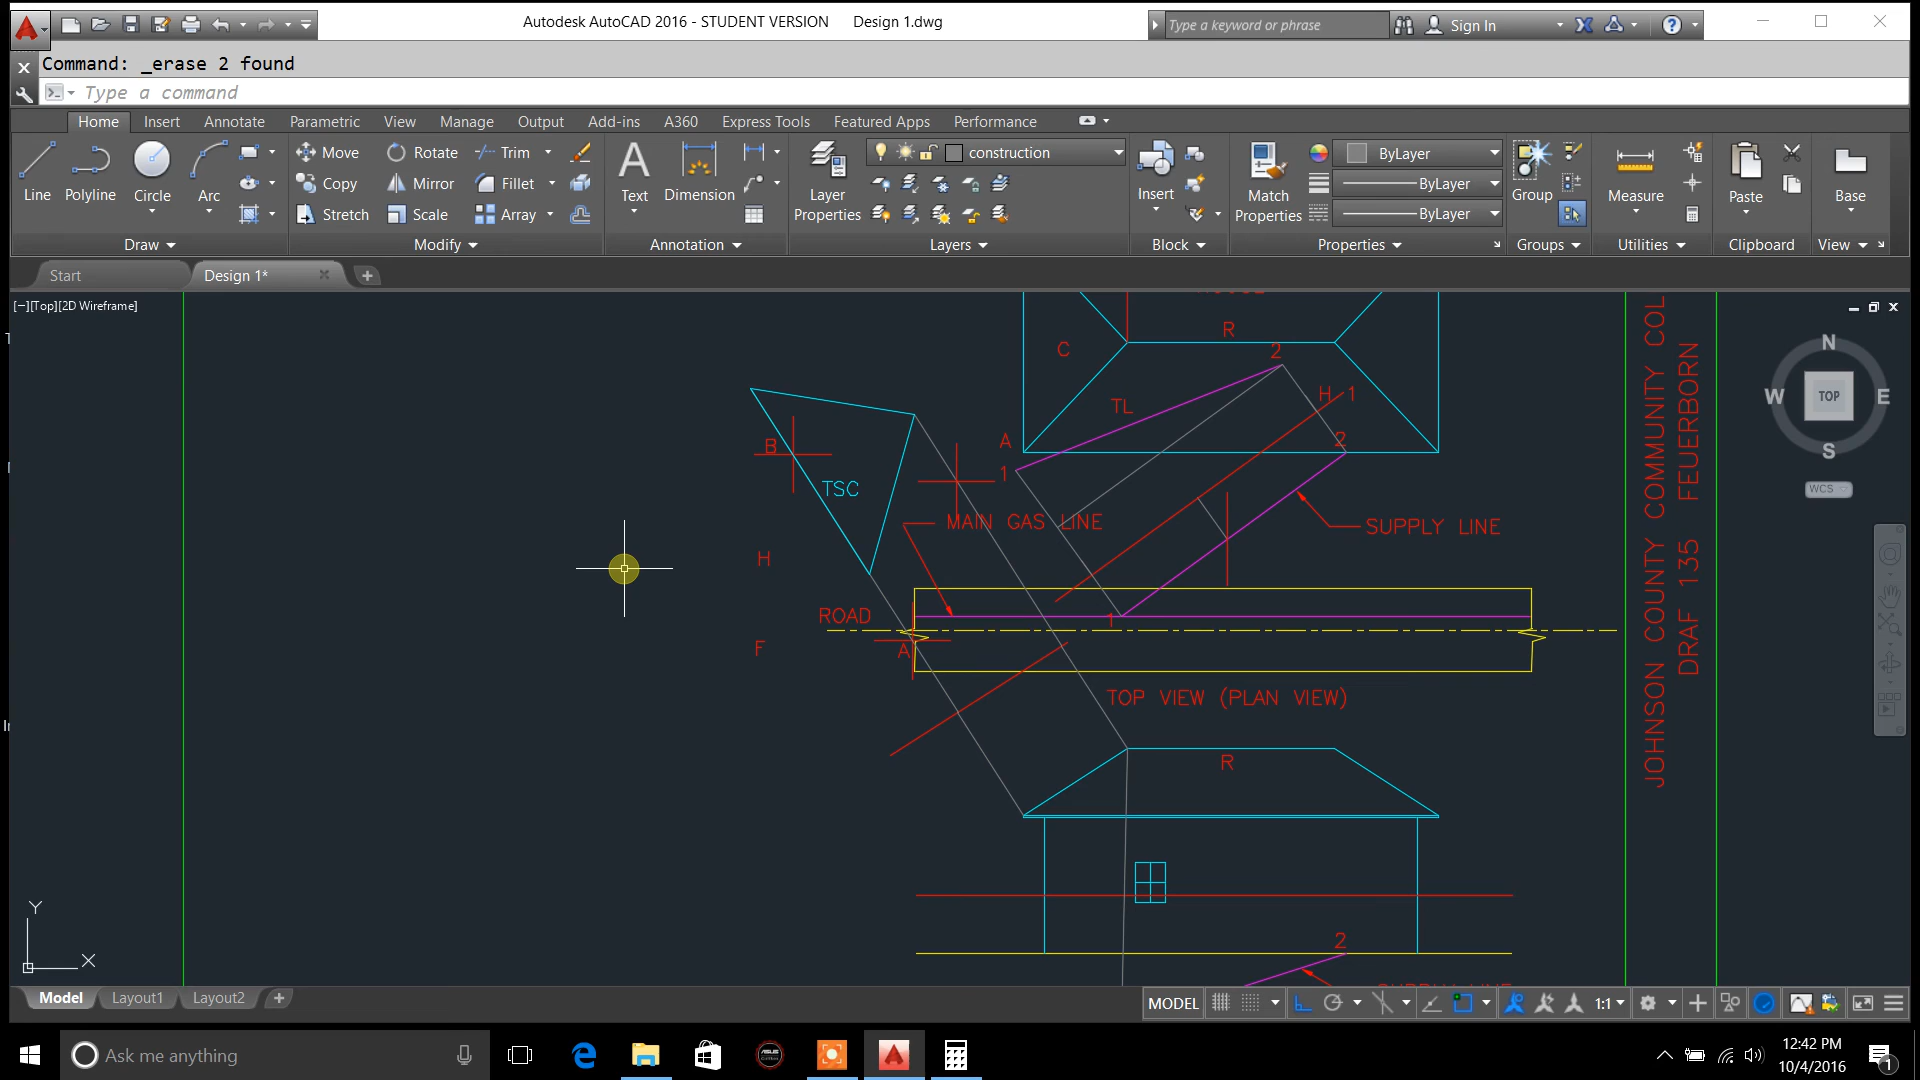 Autodesk AutoCAD 2016 - STUDENT VERSION Design 1.dwg
Type a keyword or phrase
Sign In
Command: _erase 2 found
Type a command
Home Insert Annotate Parametric View Manage Output Add-ins A360 Express Tools Featured Apps Performance
Line Polyline Circle Arc
Move Rotate Trim
Copy Mirror Fillet
Stretch Scale Array
Text Dimension
Layer Properties
construction
Insert
Match Properties
ByLayer
ByLayer
ByLayer
Group
Measure
Paste
Base
Draw Modify Annotation Layers Block Properties Groups Utilities Clipboard View
Start Design 1*
[−][Top][2D Wireframe]
R
C
2
TL
H 1
A
2
1
B
TSC
MAIN GAS LINE
SUPPLY LINE
H
ROAD
1
F
A
TOP VIEW (PLAN VIEW)
R
2
JOHNSON COUNTY COMMUNITY COL
DRAF 135 FEUERBORN
N
W TOP E
S
WCS
Y
X
Model Layout1 Layout2
MODEL
1:1
Ask me anything
12:42 PM
10/4/2016
1